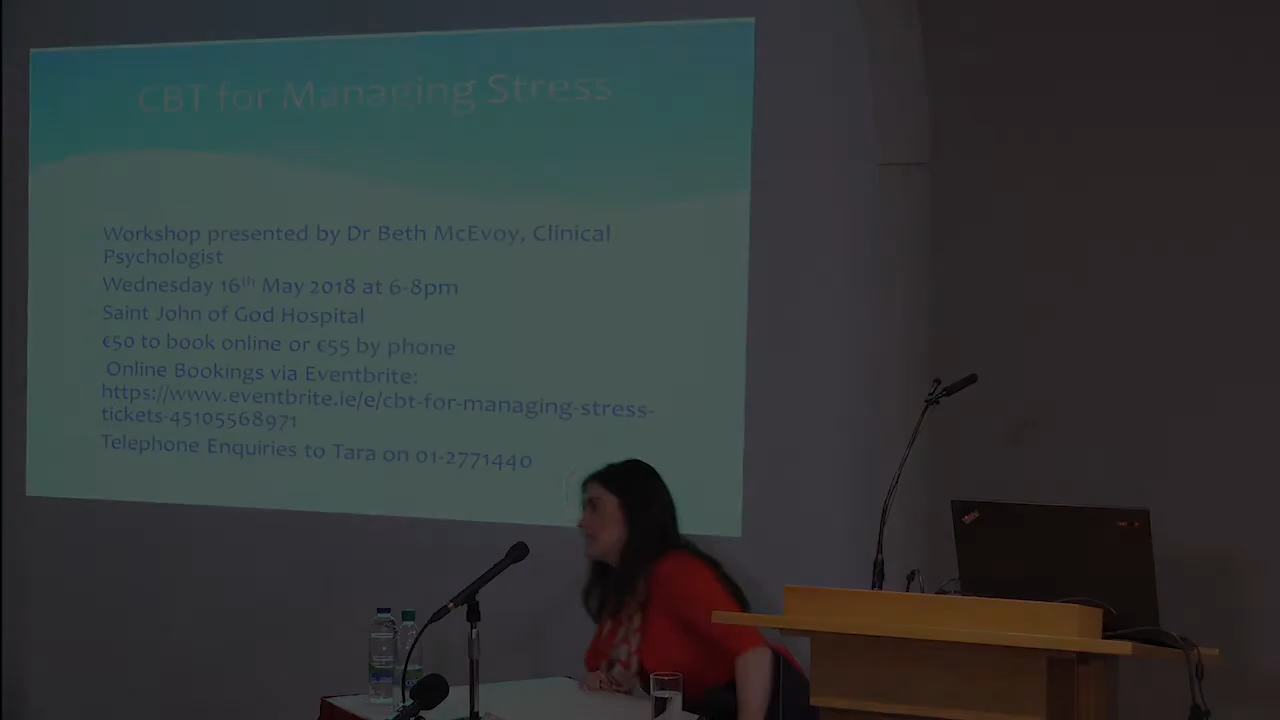 CBT for Managing Stress
Workshop presented by Dr Beth McEvoy, Clinical
Psychologist
Wednesday 16th May 2018 at 6-8pm
Saint John of God Hospital
€50 to book online or €55 by phone
Online Bookings via Eventbrite:
https://www.eventbrite.ie/e/cbt-for-managing-stress-
tickets-45105568971
Telephone Enquiries to Tara on 01-2771440